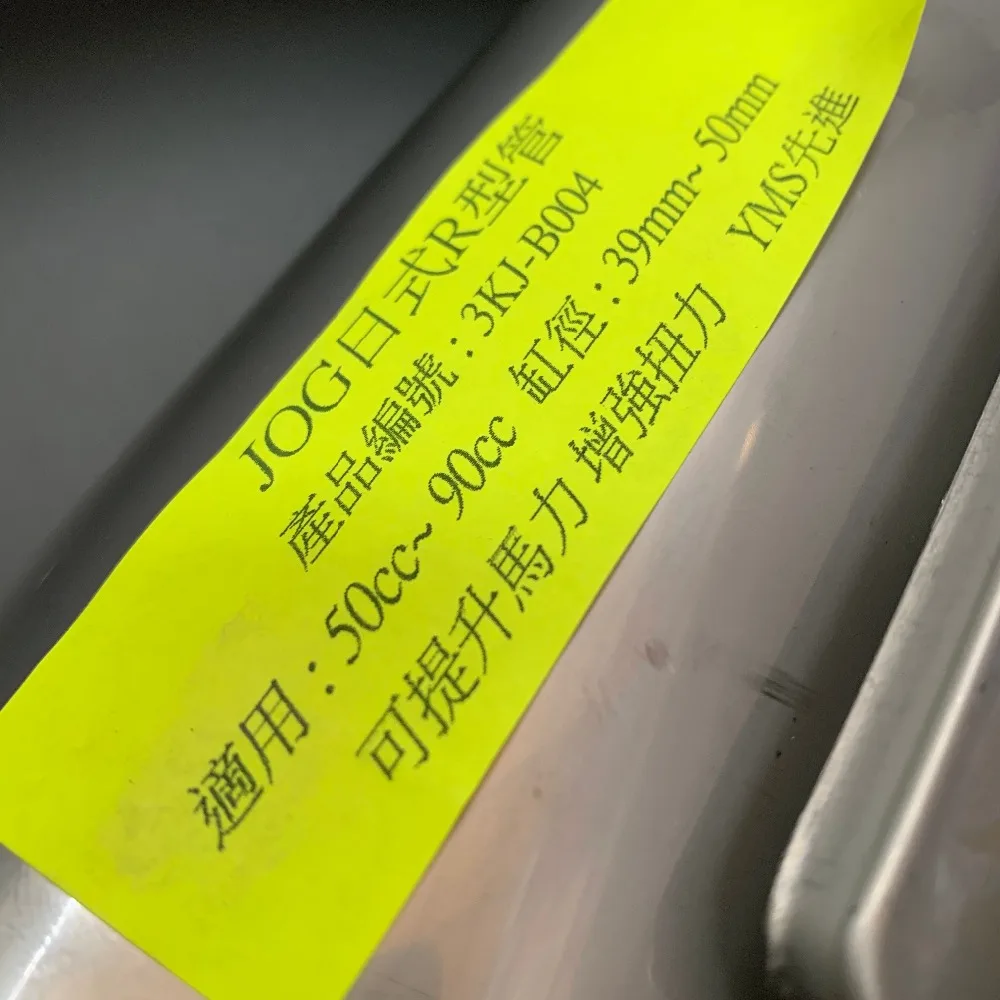 JOG日式R型管
產品編號：3KJ-B004
適用：50cc~ 90cc 缸徑：39mm~ 50mm
可提升馬力 增強扭力 YMS先進